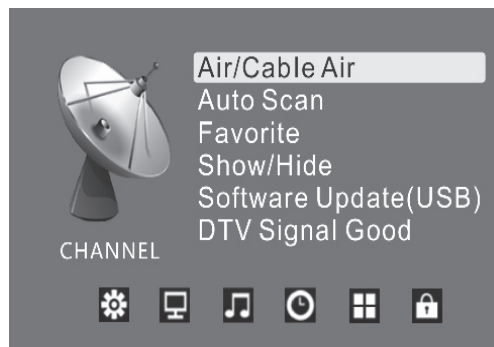 Air/Cable Air
Auto Scan
Favorite
Show/Hide
Software Update(USB)
DTV Signal Good
CHANNEL